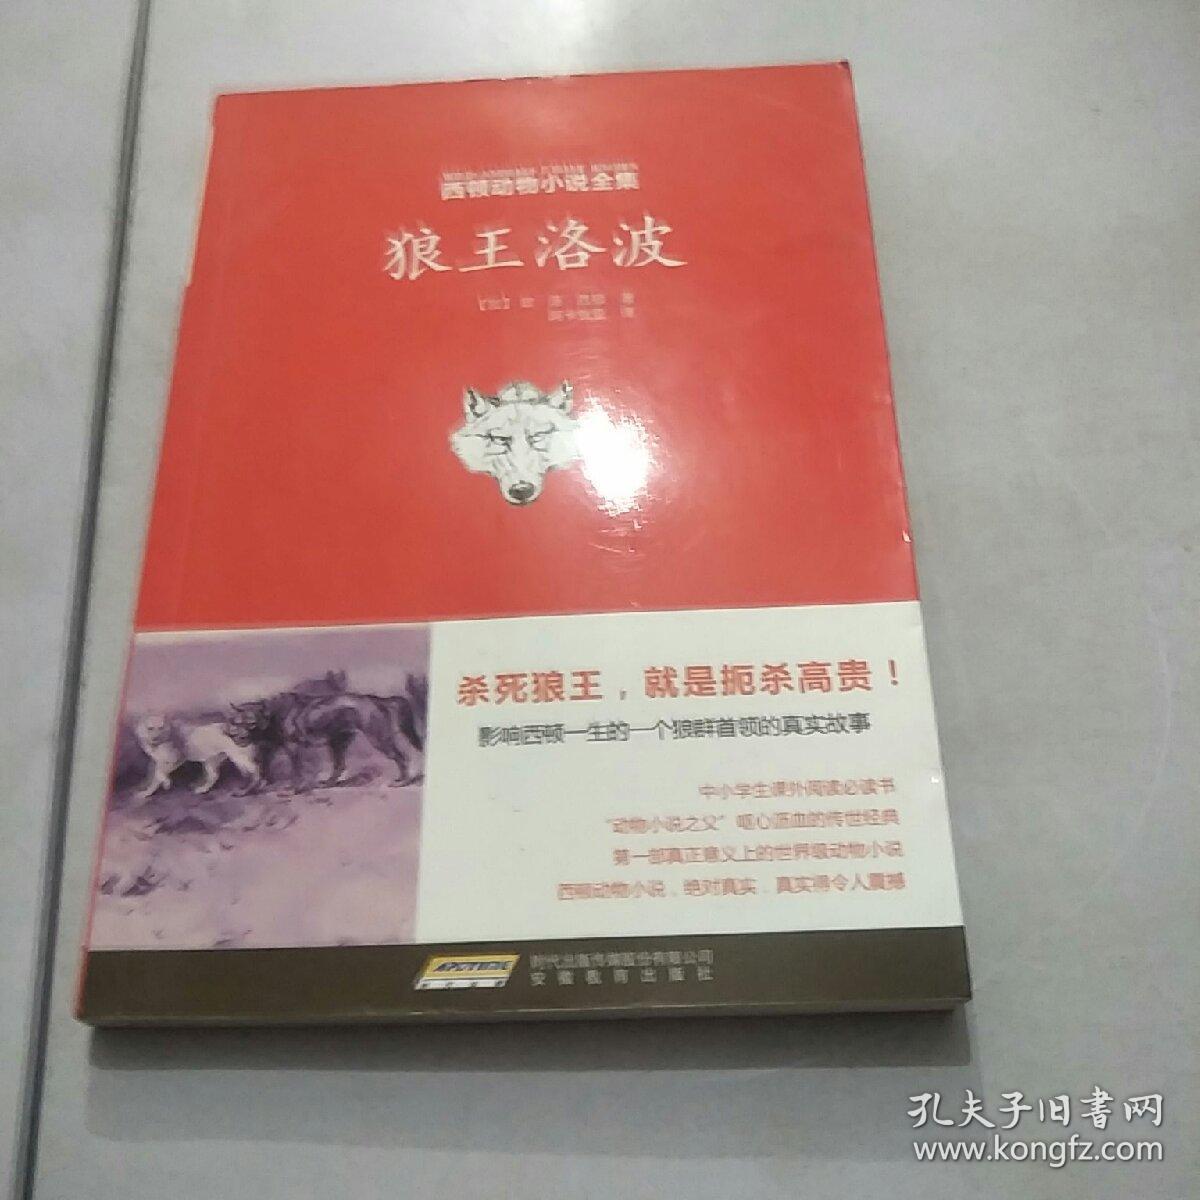 西顿动物小说全集
狼王洛波
杀死狼王，就是扼杀高贵！
影响西顿一生的一个狼群首领的真实故事
中小学生课外阅读必读书
“动物小说之父”呕心沥血的传世经典
第一部真正意义上的世界级动物小说
西顿动物小说，绝对真实，真实得令人震撼
时代出版传媒股份有限公司
安徽教育出版社
孔夫子旧书网
www.kongfz.com